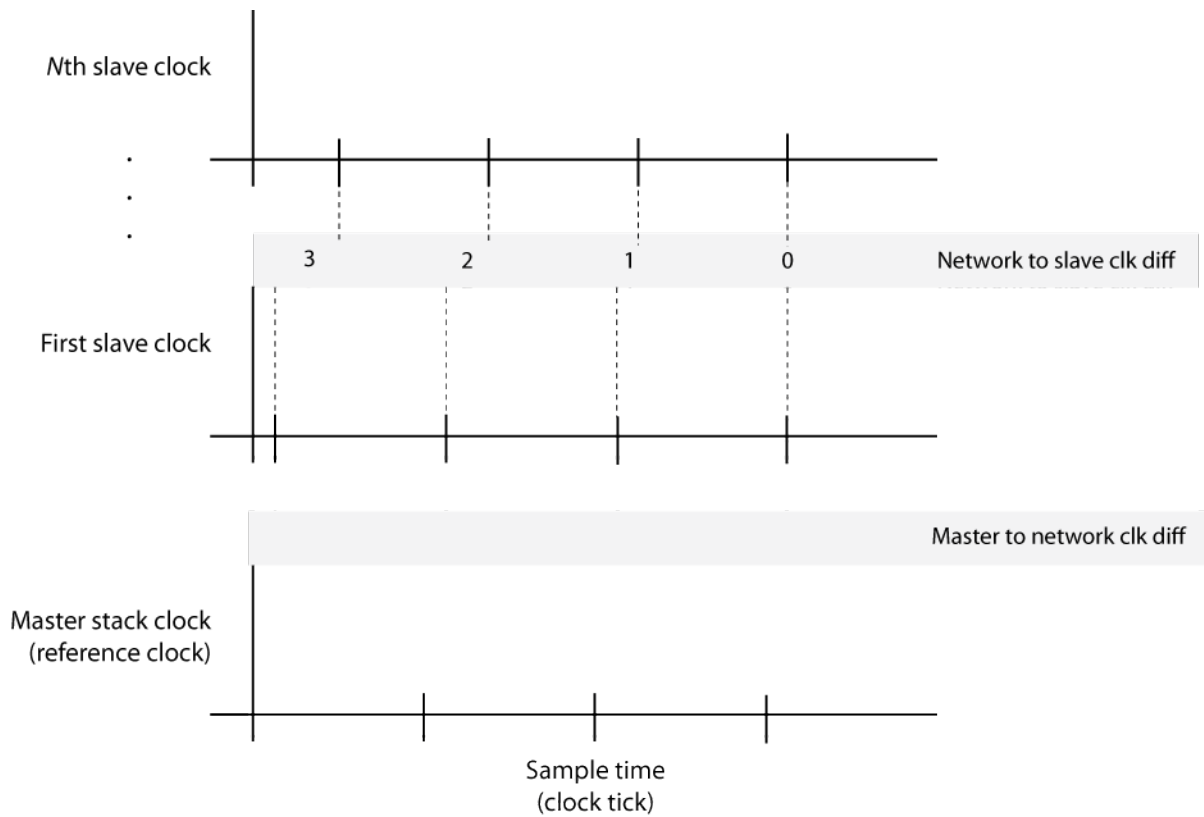 Nth slave clock
.
.
.
3 2 1 0 Network to slave clk diff
First slave clock
Master to network clk diff
Master stack clock
(reference clock)
Sample time
(clock tick)